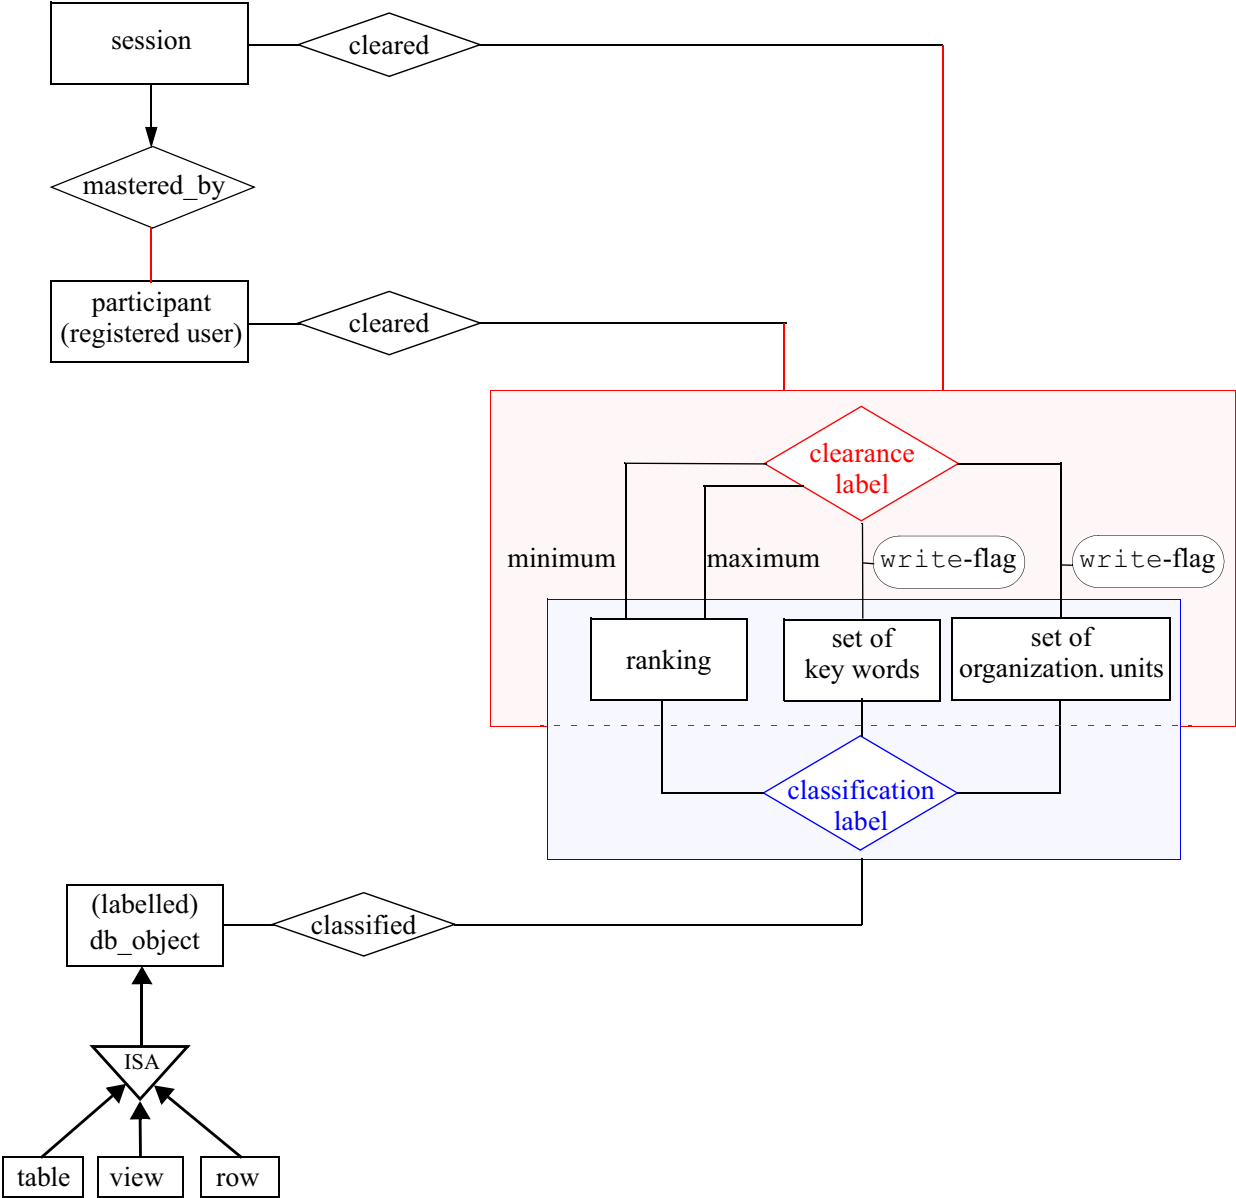 session
cleared
mastered_by
participant
(registered user)
cleared
clearance
label
minimum
maximum
write-flag
write-flag
ranking
set of
key words
set of
organization. units
classification
label
(labelled)
db_object
classified
ISA
table
view
row